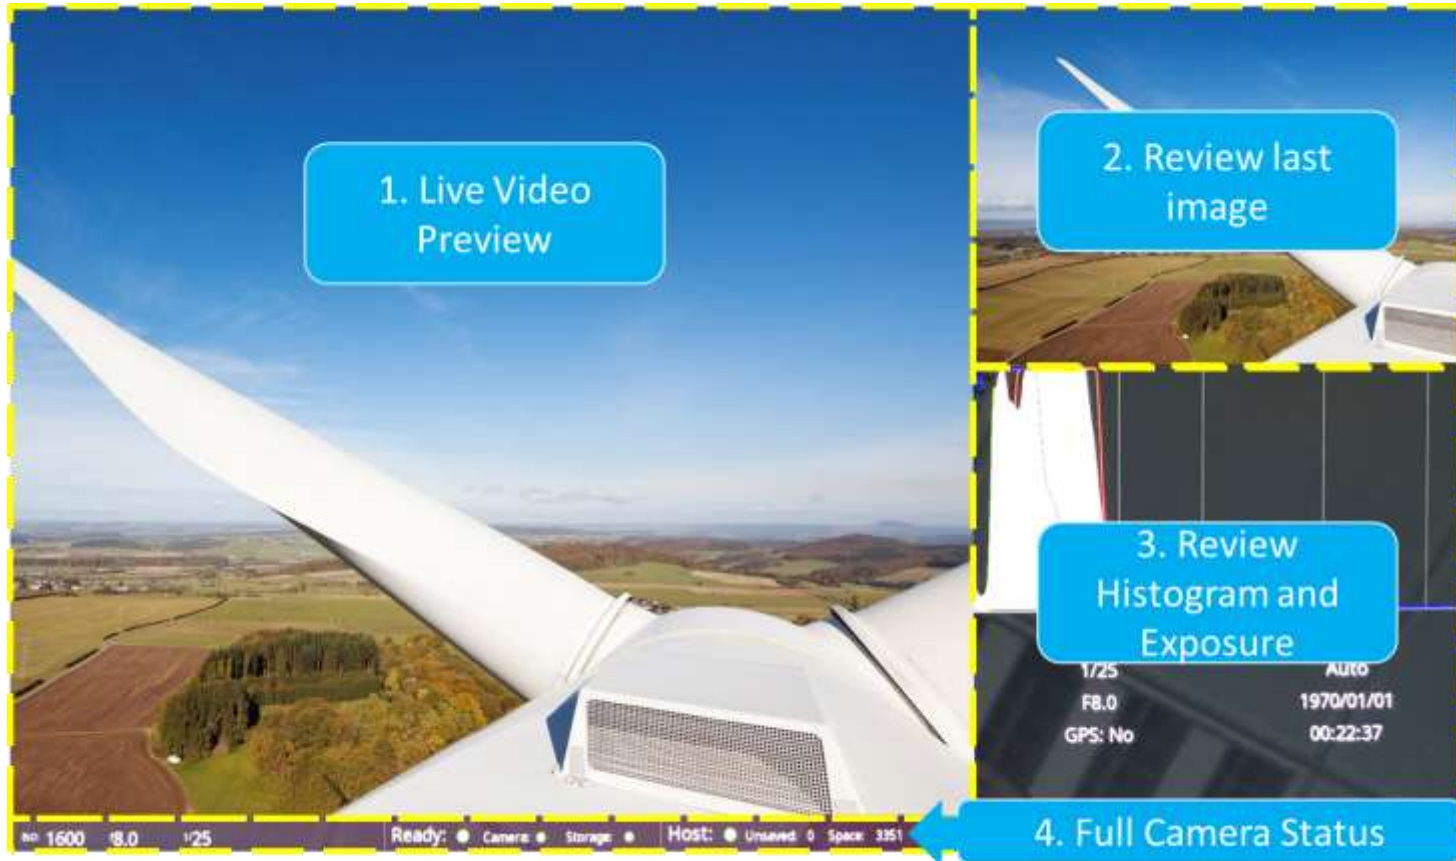 1. Live Video
Preview
2. Review last
image
3. Review
Histogram and
Exposure
1/25 Auto
F8.0 1970/01/01
GPS: No 00:22:37
ISO 1600 f8.0 1/25 Ready: Camera: Storage: Host: Unsaved: 0 Space: 3351
4. Full Camera Status